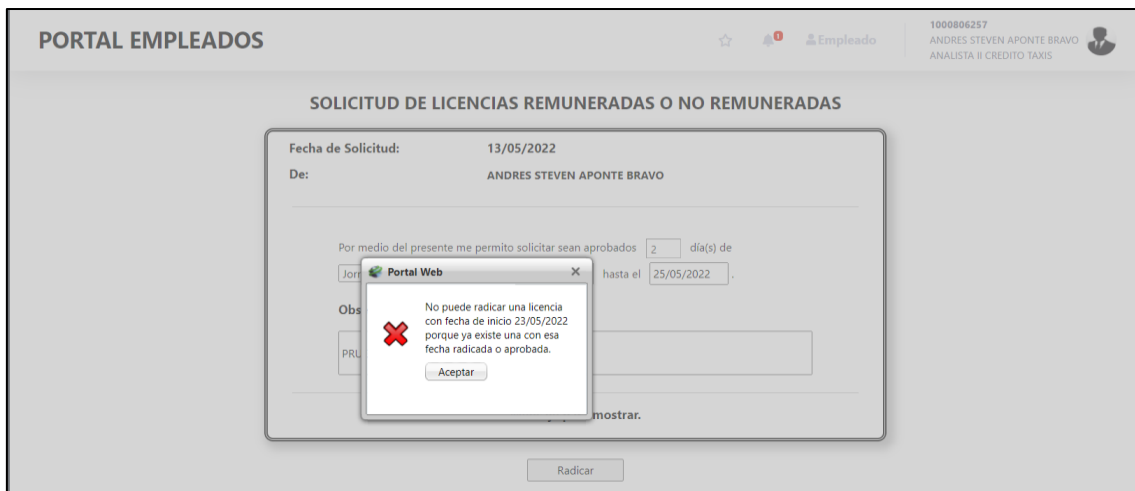 PORTAL EMPLEADOS
Empleado
1000806257
ANDRES STEVEN APONTE BRAVO
ANALISTA II CREDITO TAXIS
SOLICITUD DE LICENCIAS REMUNERADAS O NO REMUNERADAS
Fecha de Solicitud: 13/05/2022
De: ANDRES STEVEN APONTE BRAVO
Por medio del presente me permito solicitar sean aprobados 2 día(s) de
hasta el 25/05/2022 .
Portal Web
No puede radicar una licencia
con fecha de inicio 23/05/2022
porque ya existe una con esa
fecha radicada o aprobada.
Aceptar
Obs
PRU
mostrar.
Radicar